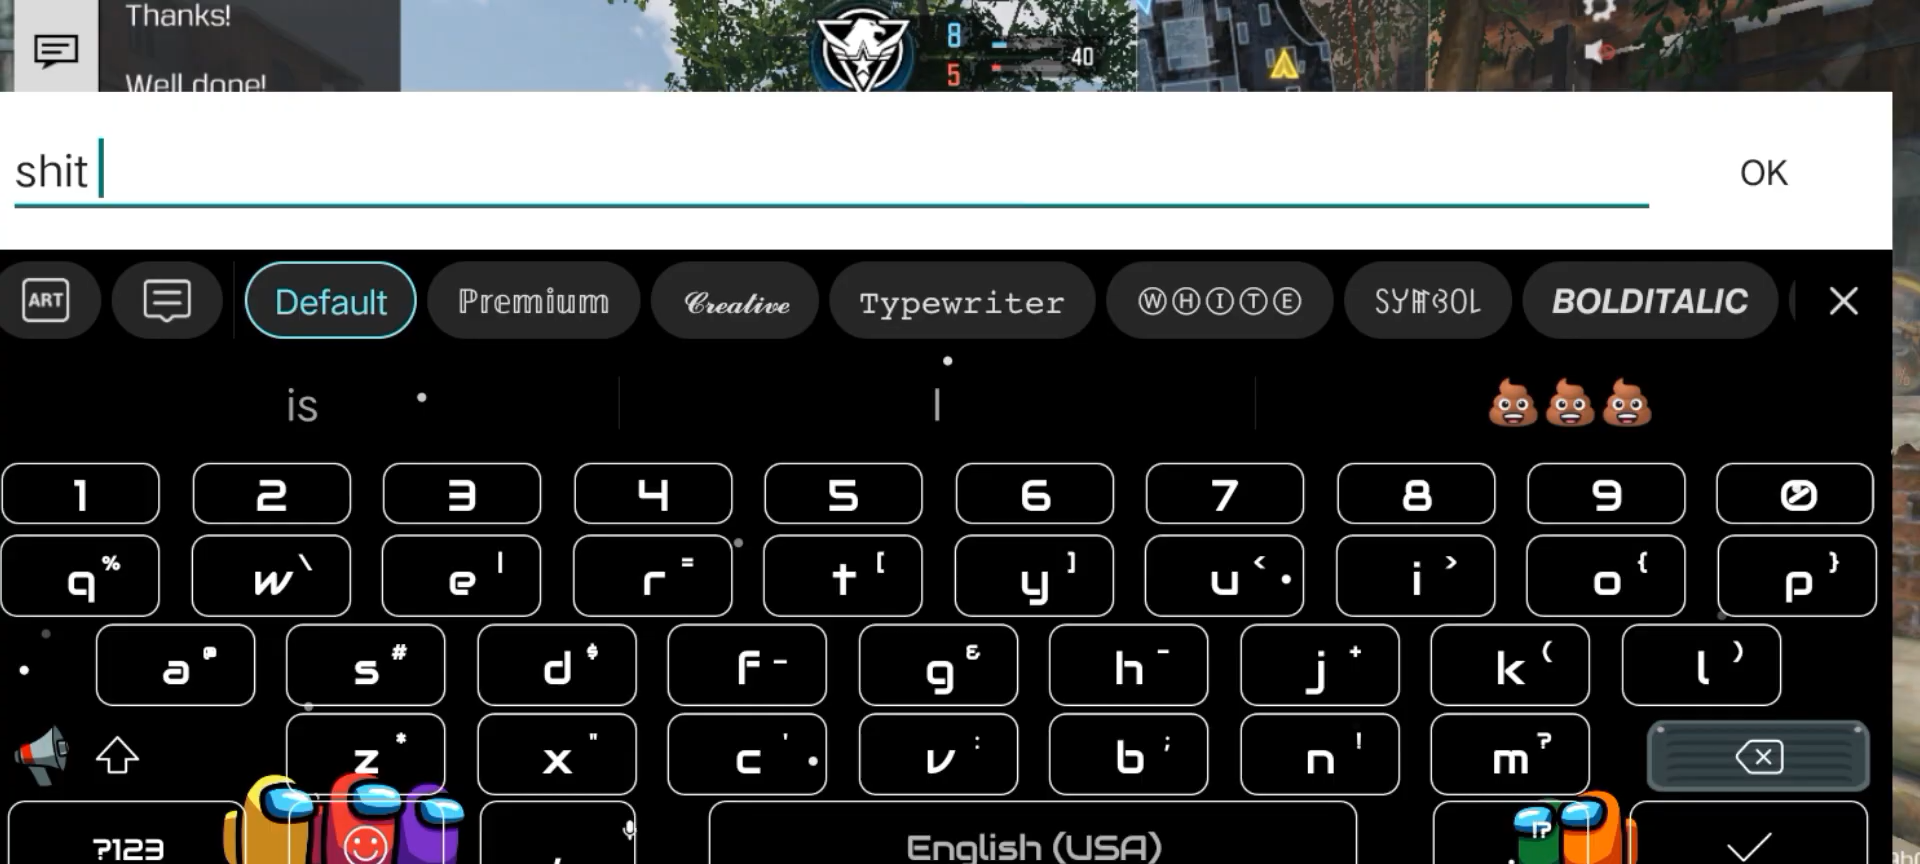 Thanks!
Well done!
8
5
40
shit
OK
ART
Default Premium Creative Typewriter WHITE SYMBOL BOLDITALIC
is I 💩💩💩
1 2 3 4 5 6 7 8 9 0
q % w \ e | r = t [ y ] u < i > o { p }
a @ s # d $ f - g & h - j + k ( l )
z * x " c ' v : b ; n ! m ?
?123 , English (USA) . !?